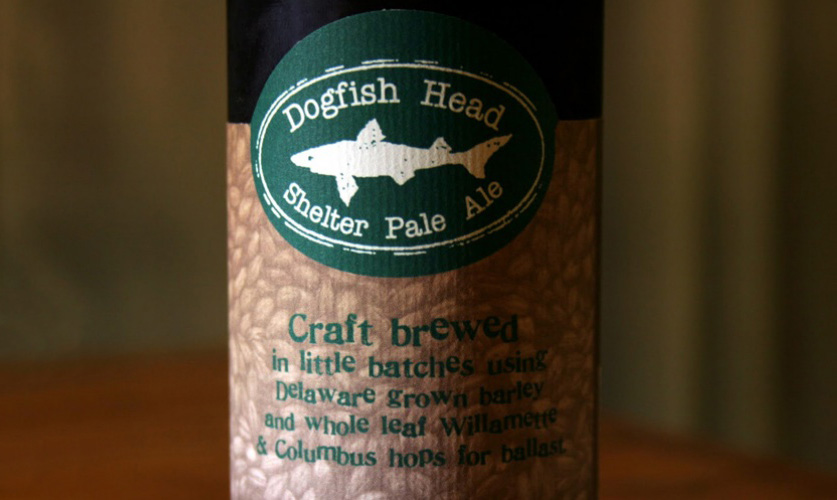 Dogfish Head
Shelter Pale Ale
Craft brewed
in little batches using
Delaware grown barley
and whole leaf Willamette
& Columbus hops for ballast.